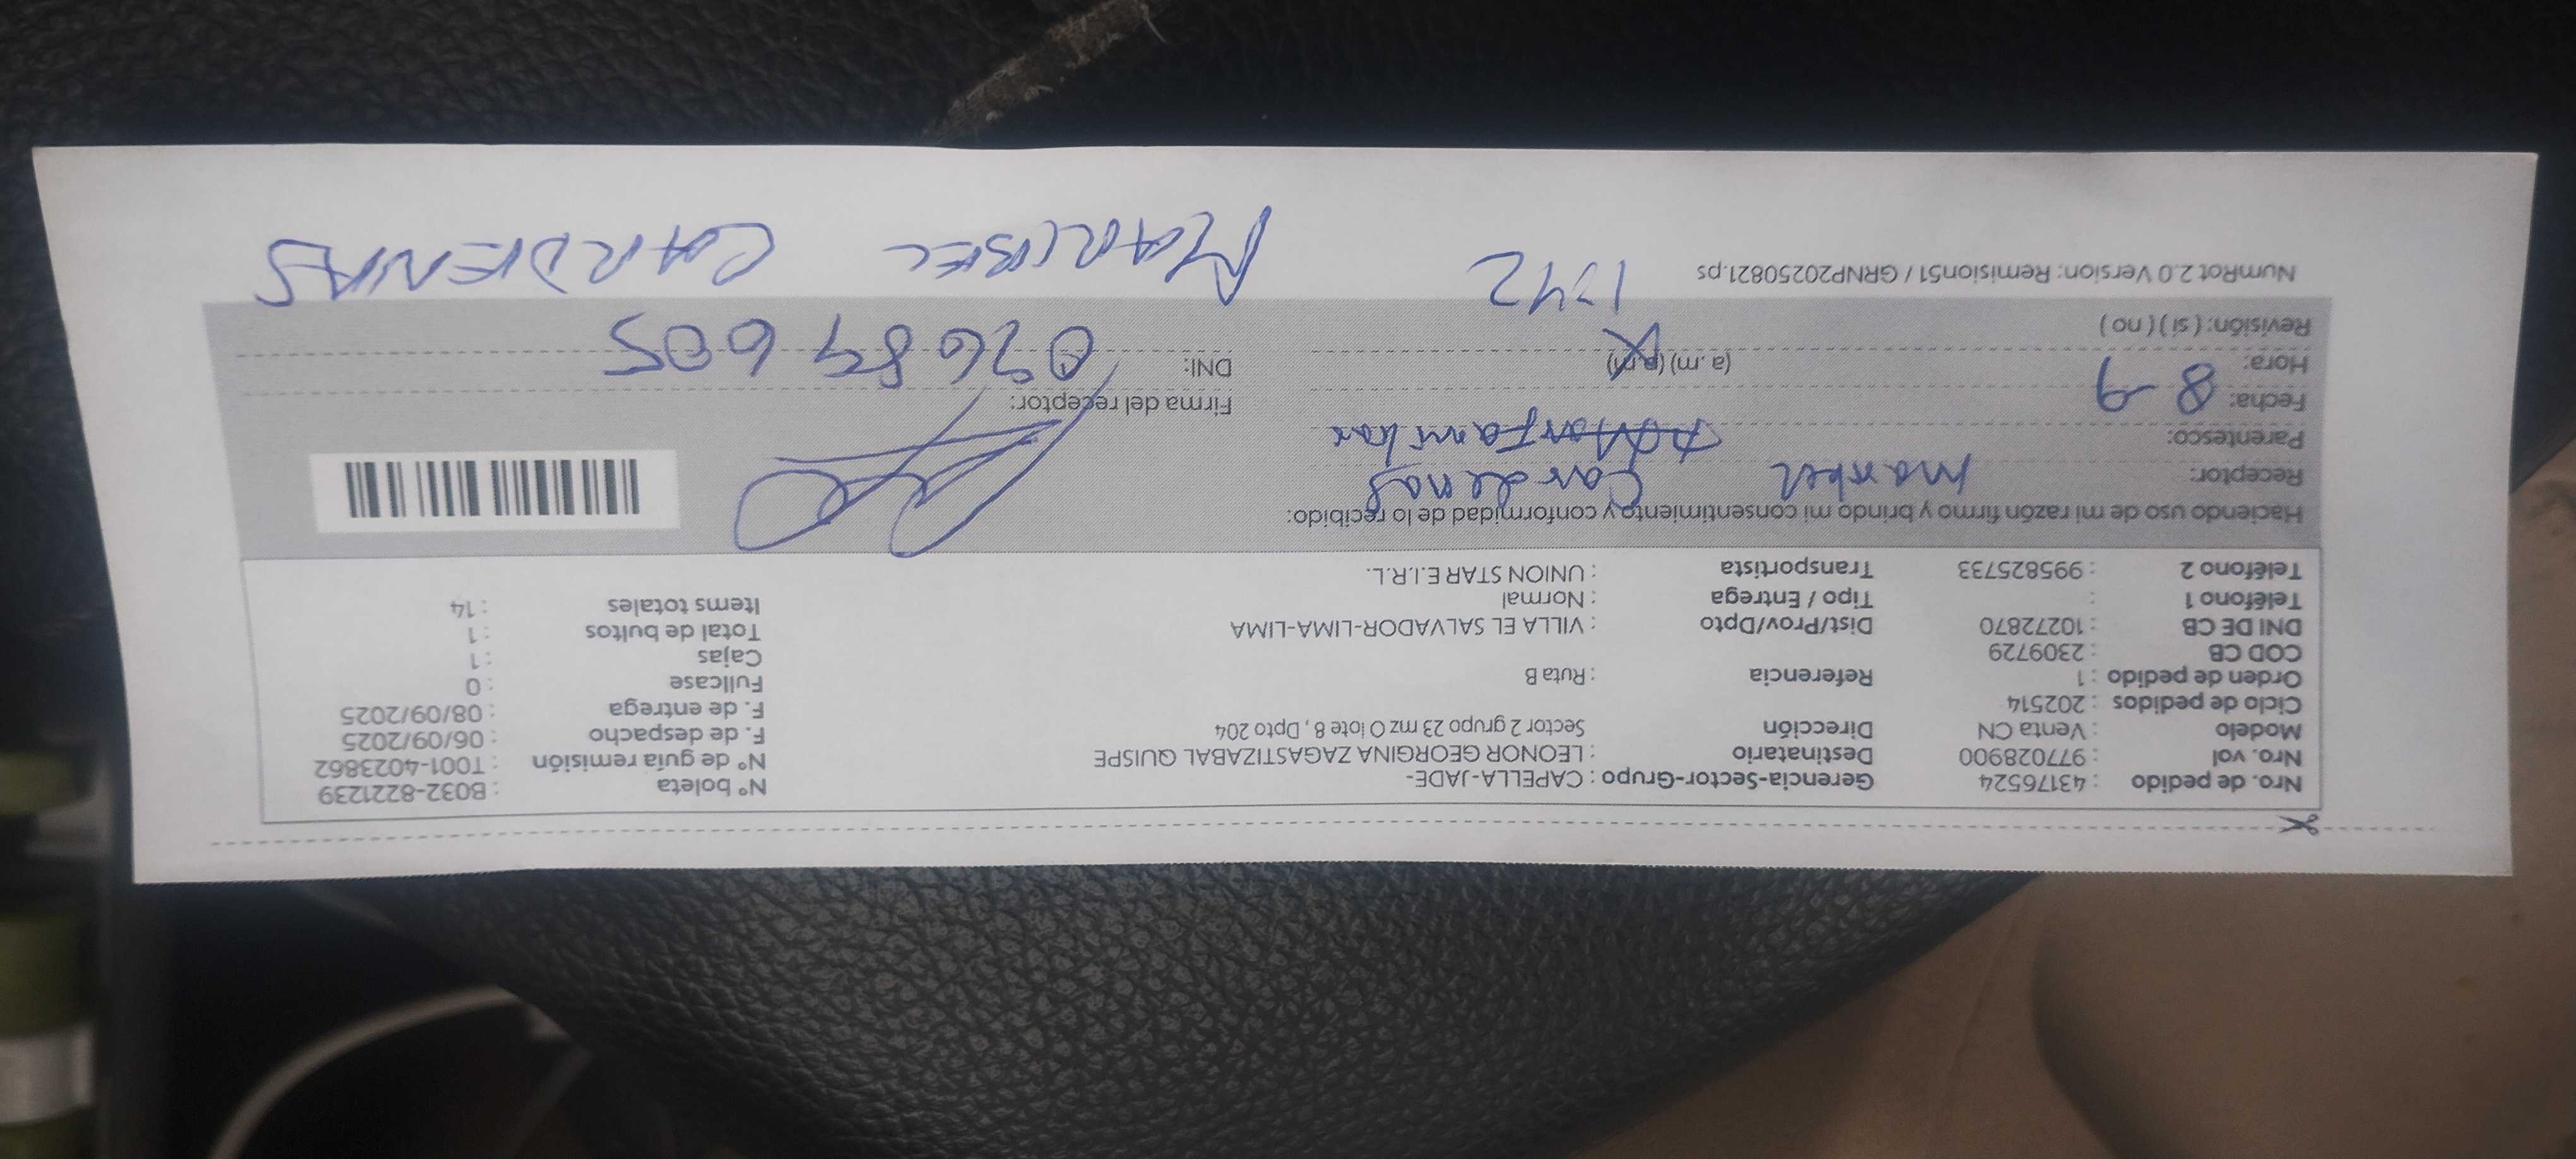 Nro. de pedido : 43176524 Gerencia-Sector-Grupo : CAPELLA-JADE- N° boleta : B032-8221239
Nro. vol : 977028900 Destinatario : LEONOR GEORGINA ZAGASTIZABAL QUISPE N° de guía remisión : T001-4023862
Modelo : Venta CN Dirección Sector 2 grupo 23 mz O lote 8 , Dpto 204 F. de despacho : 06/09/2025
Ciclo de pedidos : 202514 F. de entrega : 08/09/2025
Orden de pedido : 1 Referencia : Ruta B Fullcase : 0
COD CB : 2309729 Cajas : 1
DNI DE CB : 10272870 Dist/Prov/Dpto : VILLA EL SALVADOR-LIMA-LIMA Total de bultos : 1
Teléfono 1 : Tipo / Entrega : Normal Items totales : 14
Teléfono 2 : 995825733 Transportista : UNION STAR E.I.R.L.
Haciendo uso de mi razón firmo y brindo mi consentimiento y conformidad de lo recibido:
Receptor: Maribel Cardenas
Parentesco: Familiar
Fecha: 8-9 Firma del receptor:
Hora: (a. m) (p.m) DNI:
Revisión: ( si ) ( no ) 1:42
NumRot 2.0 Version: Remision51 / GRNP20250821.ps MARIBEL CARDENAS